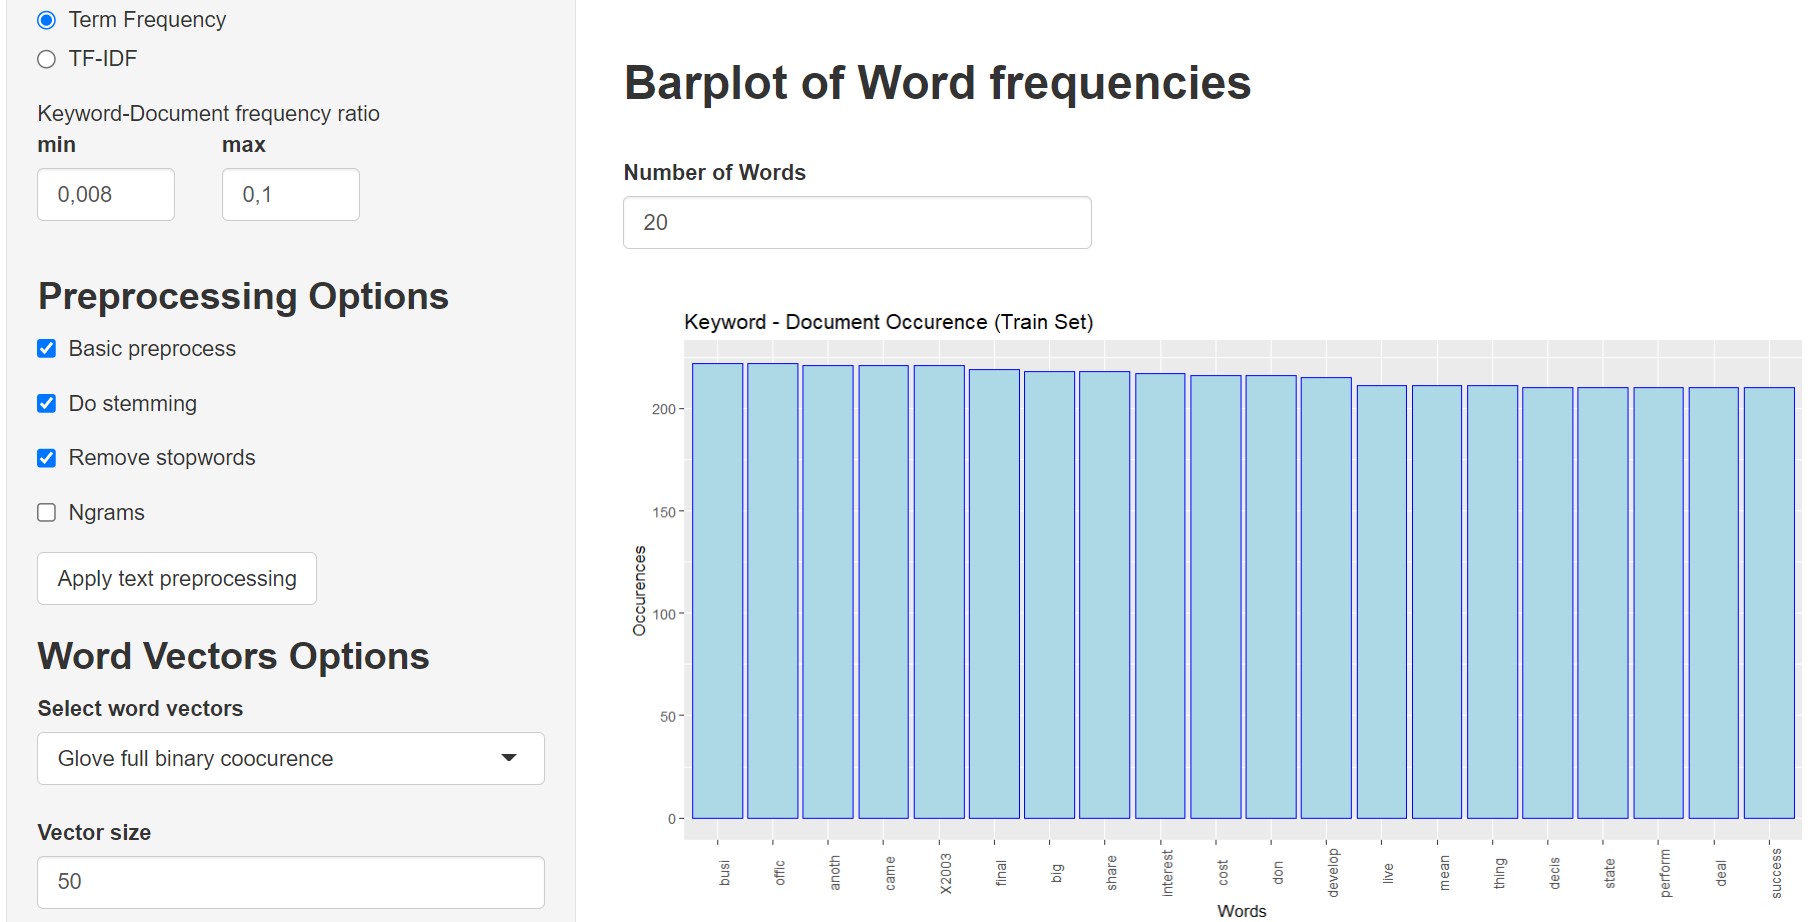 Term Frequency
TF-IDF
Keyword-Document frequency ratio
min max
0,008 0,1
Preprocessing Options
Basic preprocess
Do stemming
Remove stopwords
Ngrams
Apply text preprocessing
Word Vectors Options
Select word vectors
Glove full binary coocurence
Vector size
50
Barplot of Word frequencies
Number of Words
20
Keyword - Document Occurence (Train Set)
Occurences
200
150
100
50
0
busi offic anoth came X2003 final big share interest cost don develop live mean thing decis state perform deal success
Words